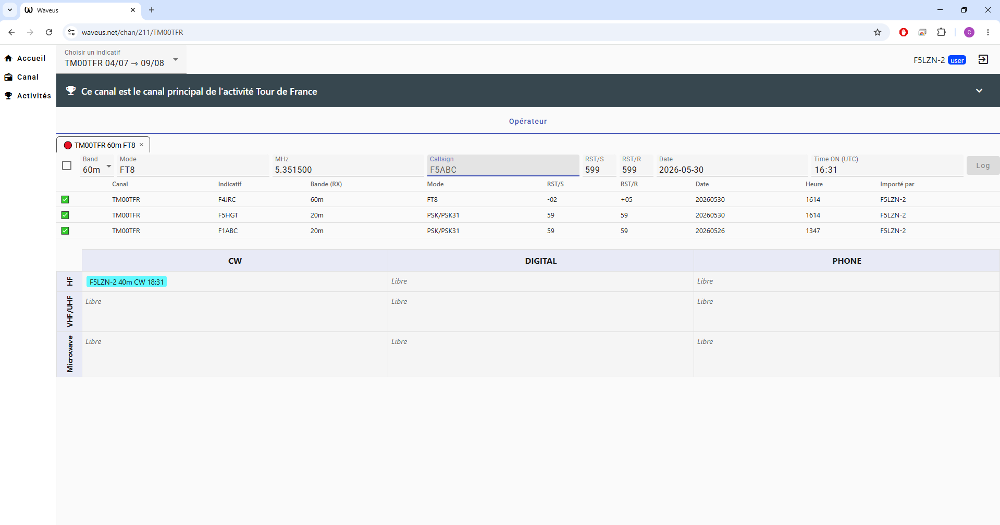 Waveus
waveus.net/chan/211/TM00TFR
C
Accueil
Canal
Activités
Choisir un indicatif
TM00TFR 04/07 → 09/08
F5LZN-2 user
Ce canal est le canal principal de l'activité Tour de France
Opérateur
TM00TFR 60m FT8 ×
Band Mode MHz Callsign RST/S RST/R Date Time ON (UTC)
60m FT8 5.351500 F5ABC 599 599 2026-05-30 16:31 Log
Canal Indicatif Bande (RX) Mode RST/S RST/R Date Heure Importé par
TM00TFR F4JRC 60m FT8 -02 +05 20260530 1614 F5LZN-2
TM00TFR F5HGT 20m PSK/PSK31 59 59 20260530 1614 F5LZN-2
TM00TFR F1ABC 20m PSK/PSK31 59 59 20260526 1347 F5LZN-2
CW DIGITAL PHONE
HF F5LZN-2 40m CW 18:31 Libre Libre
VHF/UHF Libre Libre Libre
Microwave Libre Libre Libre